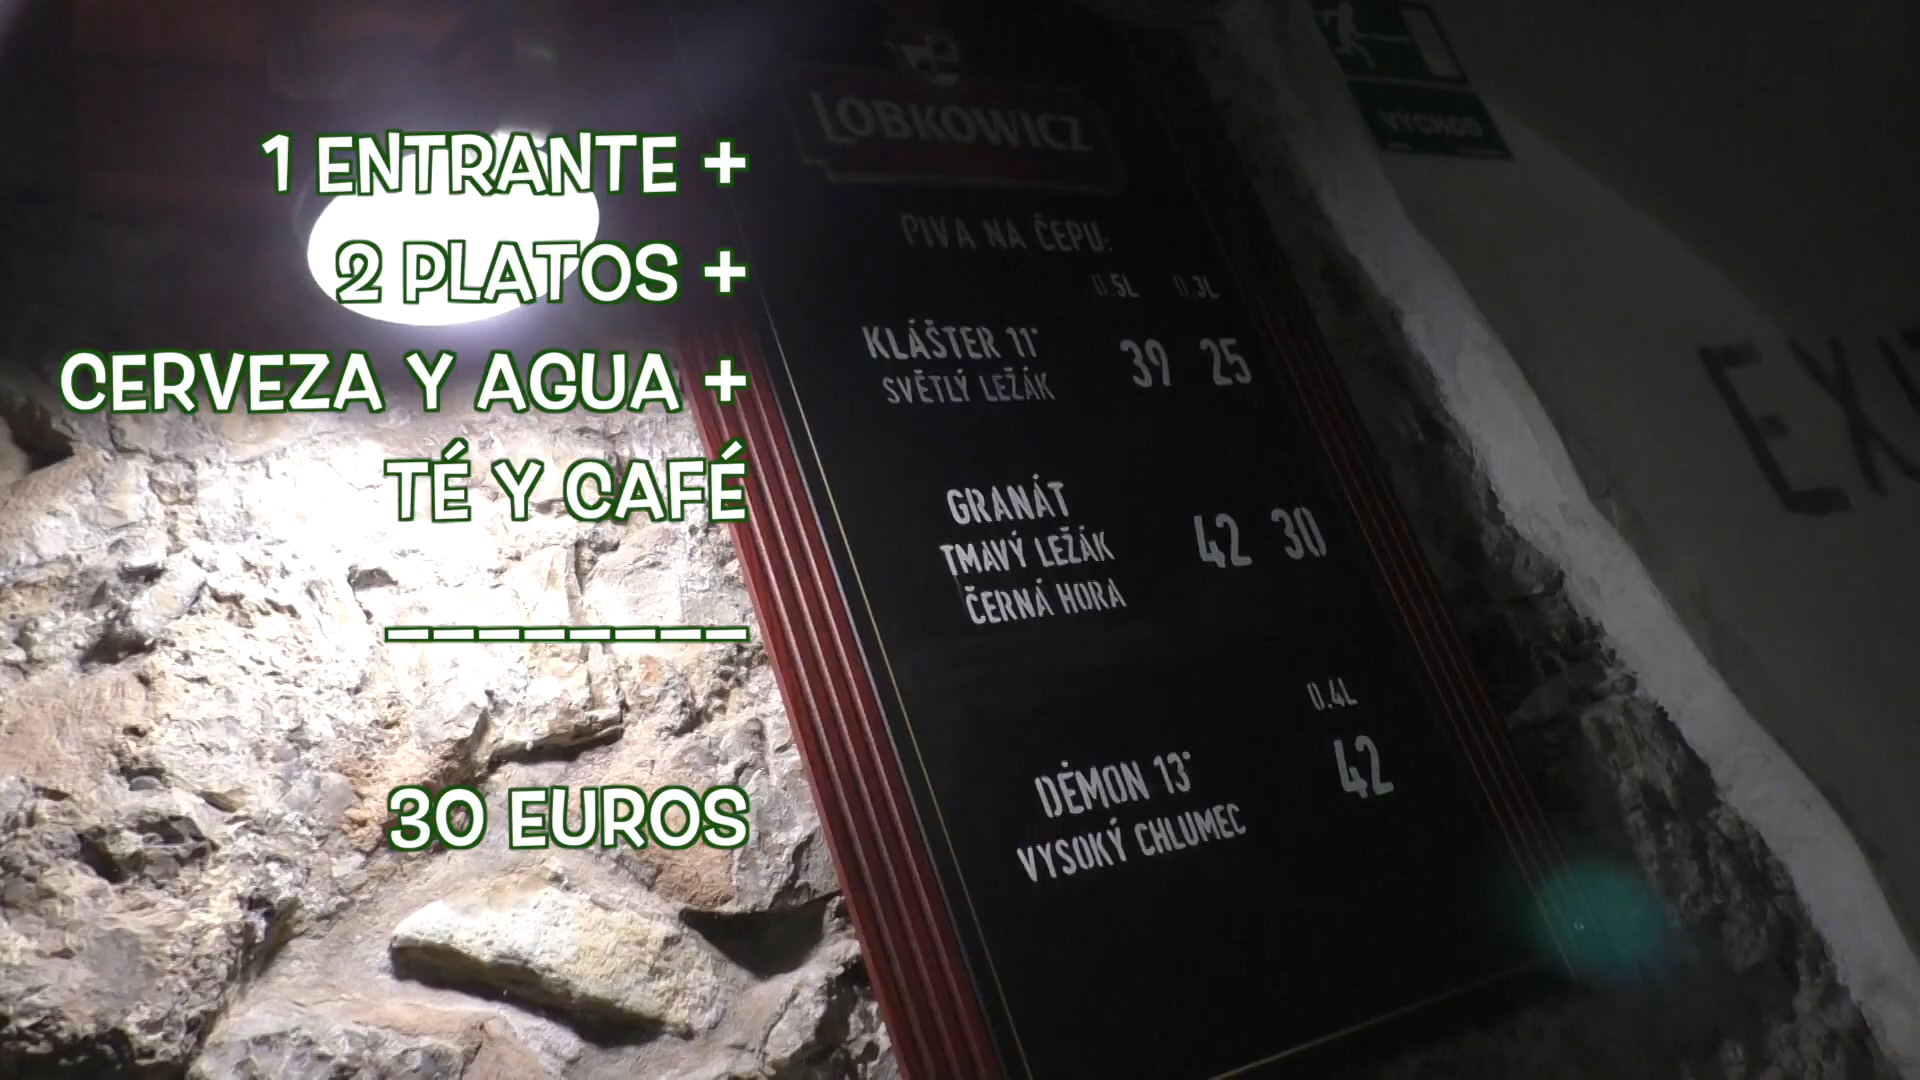 1 ENTRANTE +
2 PLATOS +
CERVEZA Y AGUA +
TÉ Y CAFÉ
--------
30 EUROS
LOBKOWICZ
PIVA NA ČEPU:
0.5L 0.3L
KLÁŠTER 11° 39 25
SVĚTLÝ LEŽÁK
GRANÁT
TMAVÝ LEŽÁK 42 30
ČERNÁ HORA
0.4L
DÉMON 13° 42
VYSOKÝ CHLUMEC
VÝCHOD
EXI